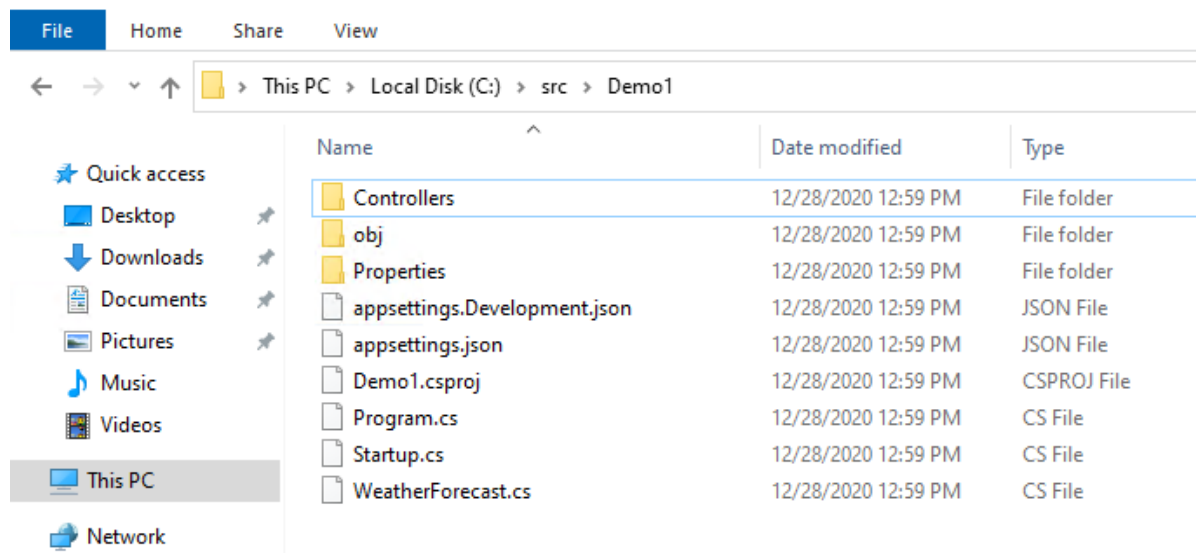 File Home Share View
This PC > Local Disk (C:) > src > Demo1
Name Date modified Type
Quick access
Desktop
Downloads
Documents
Pictures
Music
Videos
This PC
Network
Controllers 12/28/2020 12:59 PM File folder
obj 12/28/2020 12:59 PM File folder
Properties 12/28/2020 12:59 PM File folder
appsettings.Development.json 12/28/2020 12:59 PM JSON File
appsettings.json 12/28/2020 12:59 PM JSON File
Demo1.csproj 12/28/2020 12:59 PM CSPROJ File
Program.cs 12/28/2020 12:59 PM CS File
Startup.cs 12/28/2020 12:59 PM CS File
WeatherForecast.cs 12/28/2020 12:59 PM CS File